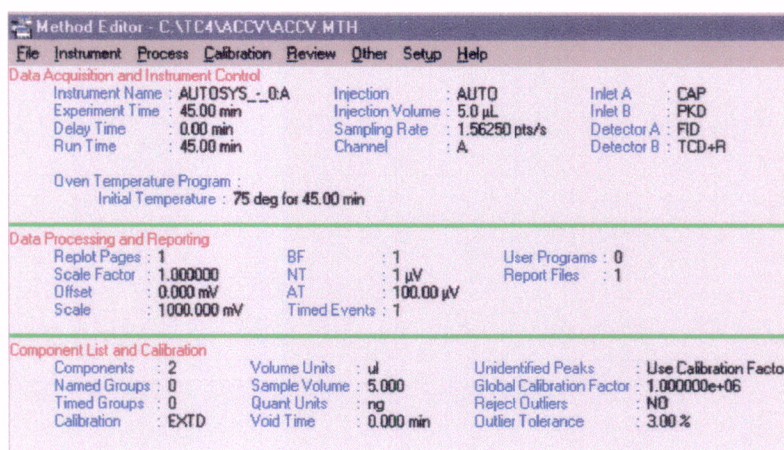 Method Editor - C:\TC4\ACCV\ACCV.MTH
File Instrument Process Calibration Review Other Setup Help
Data Acquisition and Instrument Control
Instrument Name : AUTOSYS_-_0:A Injection : AUTO Inlet A : CAP
Experiment Time : 45.00 min Injection Volume : 5.0 µL Inlet B : PKD
Delay Time : 0.00 min Sampling Rate : 1.56250 pts/s Detector A : FID
Run Time : 45.00 min Channel : A Detector B : TCD+R
Oven Temperature Program :
Initial Temperature : 75 deg for 45.00 min
Data Processing and Reporting
Replot Pages : 1 BF : 1 User Programs : 0
Scale Factor : 1.000000 NT : 1 µV Report Files : 1
Offset : 0.000 mV AT : 100.00 µV
Scale : 1000.000 mV Timed Events : 1
Component List and Calibration
Components : 2 Volume Units : ul Unidentified Peaks : Use Calibration Facto
Named Groups : 0 Sample Volume : 5.000 Global Calibration Factor : 1.000000e+06
Timed Groups : 0 Quant Units : ng Reject Outliers : NO
Calibration : EXTD Void Time : 0.000 min Outlier Tolerance : 3.00 %